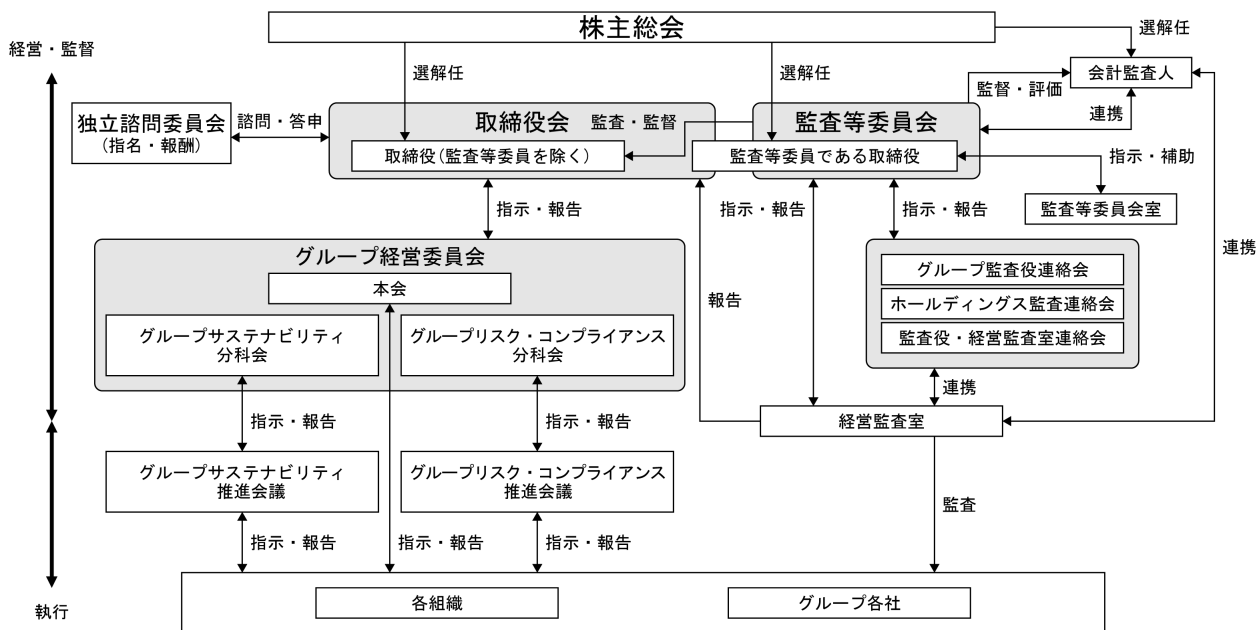 株主総会
経営・監督
選解任
選解任
選解任
会計監査人
監督・評価
連携
独立諮問委員会
(指名・報酬)
諮問・答申
取締役会
監査・監督
監査等委員会
取締役(監査等委員を除く)
監査等委員である取締役
指示・補助
監査等委員会室
指示・報告
指示・報告
指示・報告
連携
グループ経営委員会
本会
グループサステナビリティ
分科会
グループリスク・コンプライアンス
分科会
報告
グループ監査役連絡会
ホールディングス監査連絡会
監査役・経営監査室連絡会
連携
経営監査室
指示・報告
指示・報告
グループサステナビリティ
推進会議
グループリスク・コンプライアンス
推進会議
監査
指示・報告
指示・報告
指示・報告
執行
各組織
グループ各社